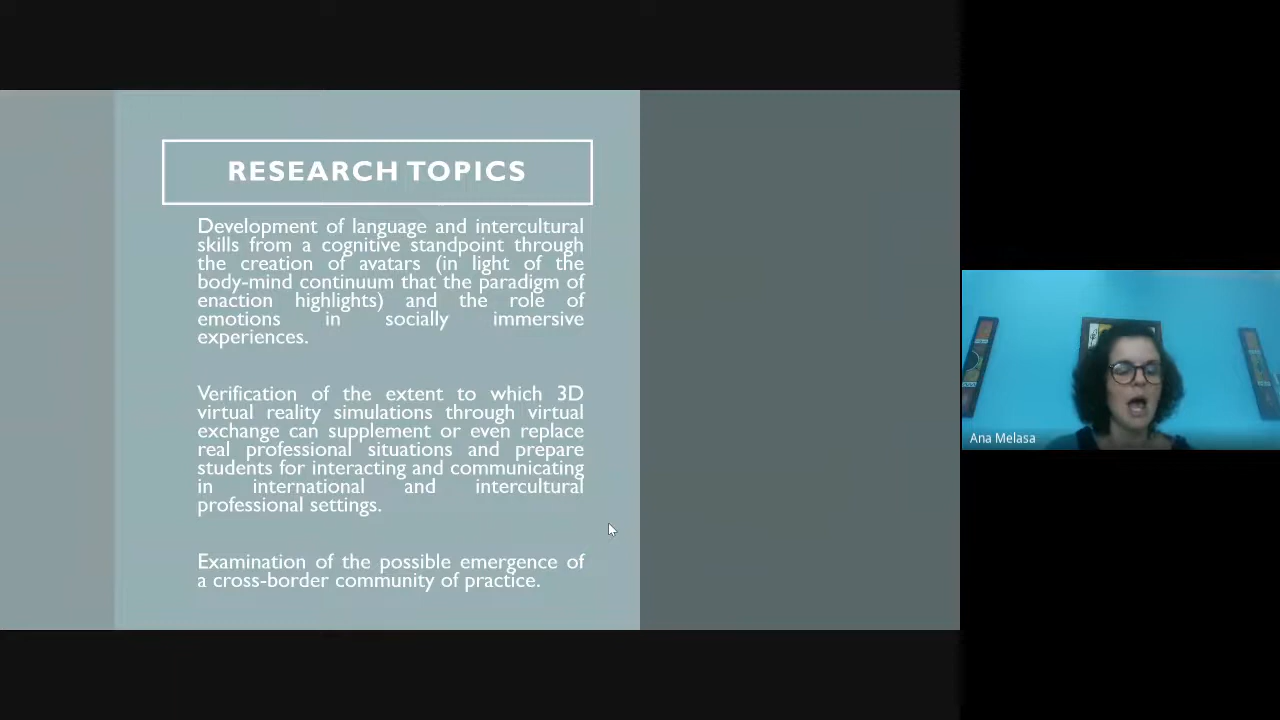 RESEARCH TOPICS
Development of language and intercultural
skills from a cognitive standpoint through
the creation of avatars (in light of the
body-mind continuum that the paradigm of
enaction highlights) and the role of
emotions in socially immersive
experiences.
Verification of the extent to which 3D
virtual reality simulations through virtual
exchange can supplement or even replace
real professional situations and prepare
students for interacting and communicating
in international and intercultural
professional settings.
Examination of the possible emergence of
a cross-border community of practice.
Ana Melasa